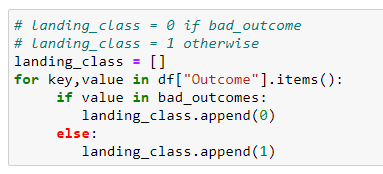 # landing_class = 0 if bad_outcome
# landing_class = 1 otherwise
landing_class = []
for key,value in df["Outcome"].items():
     if value in bad_outcomes:
        landing_class.append(0)
     else:
        landing_class.append(1)